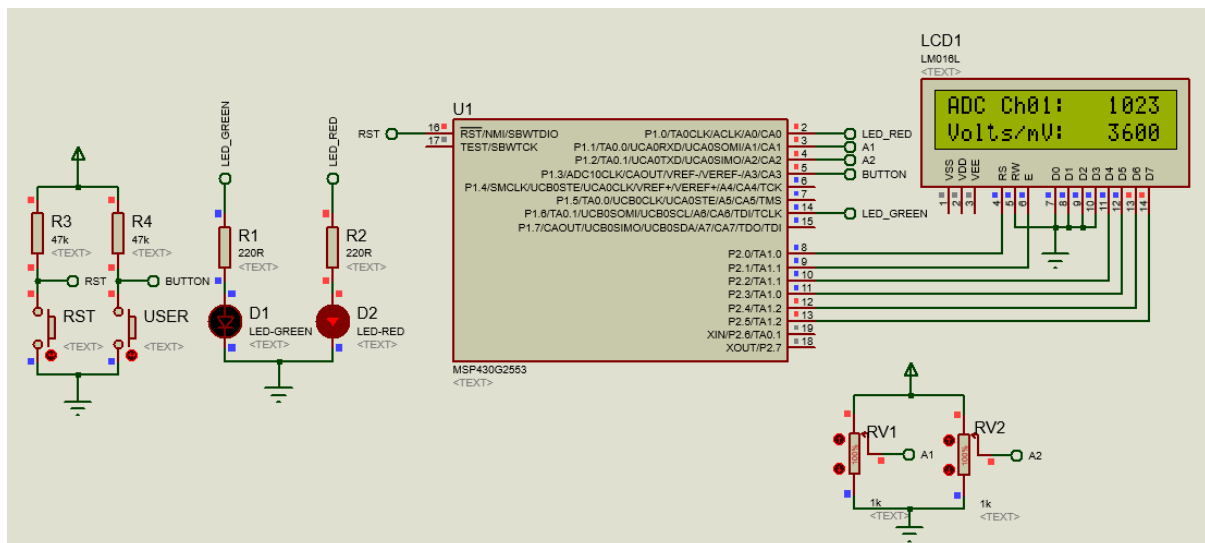 LCD1
LM016L
<TEXT>
ADC Ch01: 1023
Volts/mV: 3600
VSS
VDD
VEE
RS
RW
E
D0
D1
D2
D3
D4
D5
D6
D7
1
2
3
4
5
6
7
8
9
10
11
12
13
14
U1
RST
16
RST/NMI/SBWTDIO
17
TEST/SBWTCK
P1.0/TA0CLK/ACLK/A0/CA0 2 LED_RED
P1.1/TA0.0/UCA0RXD/UCA0SOMI/A1/CA1 3 A1
P1.2/TA0.1/UCA0TXD/UCA0SIMO/A2/CA2 4 A2
P1.3/ADC10CLK/CAOUT/VREF-/VEREF-/A3/CA3 5 BUTTON
P1.4/SMCLK/UCB0STE/UCA0CLK/VREF+/VEREF+/A4/CA4/TCK 6
P1.5/TA0.0/UCB0CLK/UCA0STE/A5/CA5/TMS 7
P1.6/TA0.1/UCB0SOMI/UCB0SCL/A6/CA6/TDI/TCLK 14 LED_GREEN
P1.7/CAOUT/UCB0SIMO/UCB0SDA/A7/CA7/TDO/TDI 15
P2.0/TA1.0 8
P2.1/TA1.1 9
P2.2/TA1.1 10
P2.3/TA1.0 11
P2.4/TA1.2 12
P2.5/TA1.2 13
XIN/P2.6/TA0.1 19
XOUT/P2.7 18
MSP430G2553
<TEXT>
LED_GREEN
LED_RED
R3
47k
<TEXT>
R4
47k
<TEXT>
R1
220R
<TEXT>
R2
220R
<TEXT>
RST
BUTTON
RST
<TEXT>
USER
<TEXT>
D1
LED-GREEN
<TEXT>
D2
LED-RED
<TEXT>
RV1
100%
A1
1k
<TEXT>
RV2
100%
A2
1k
<TEXT>